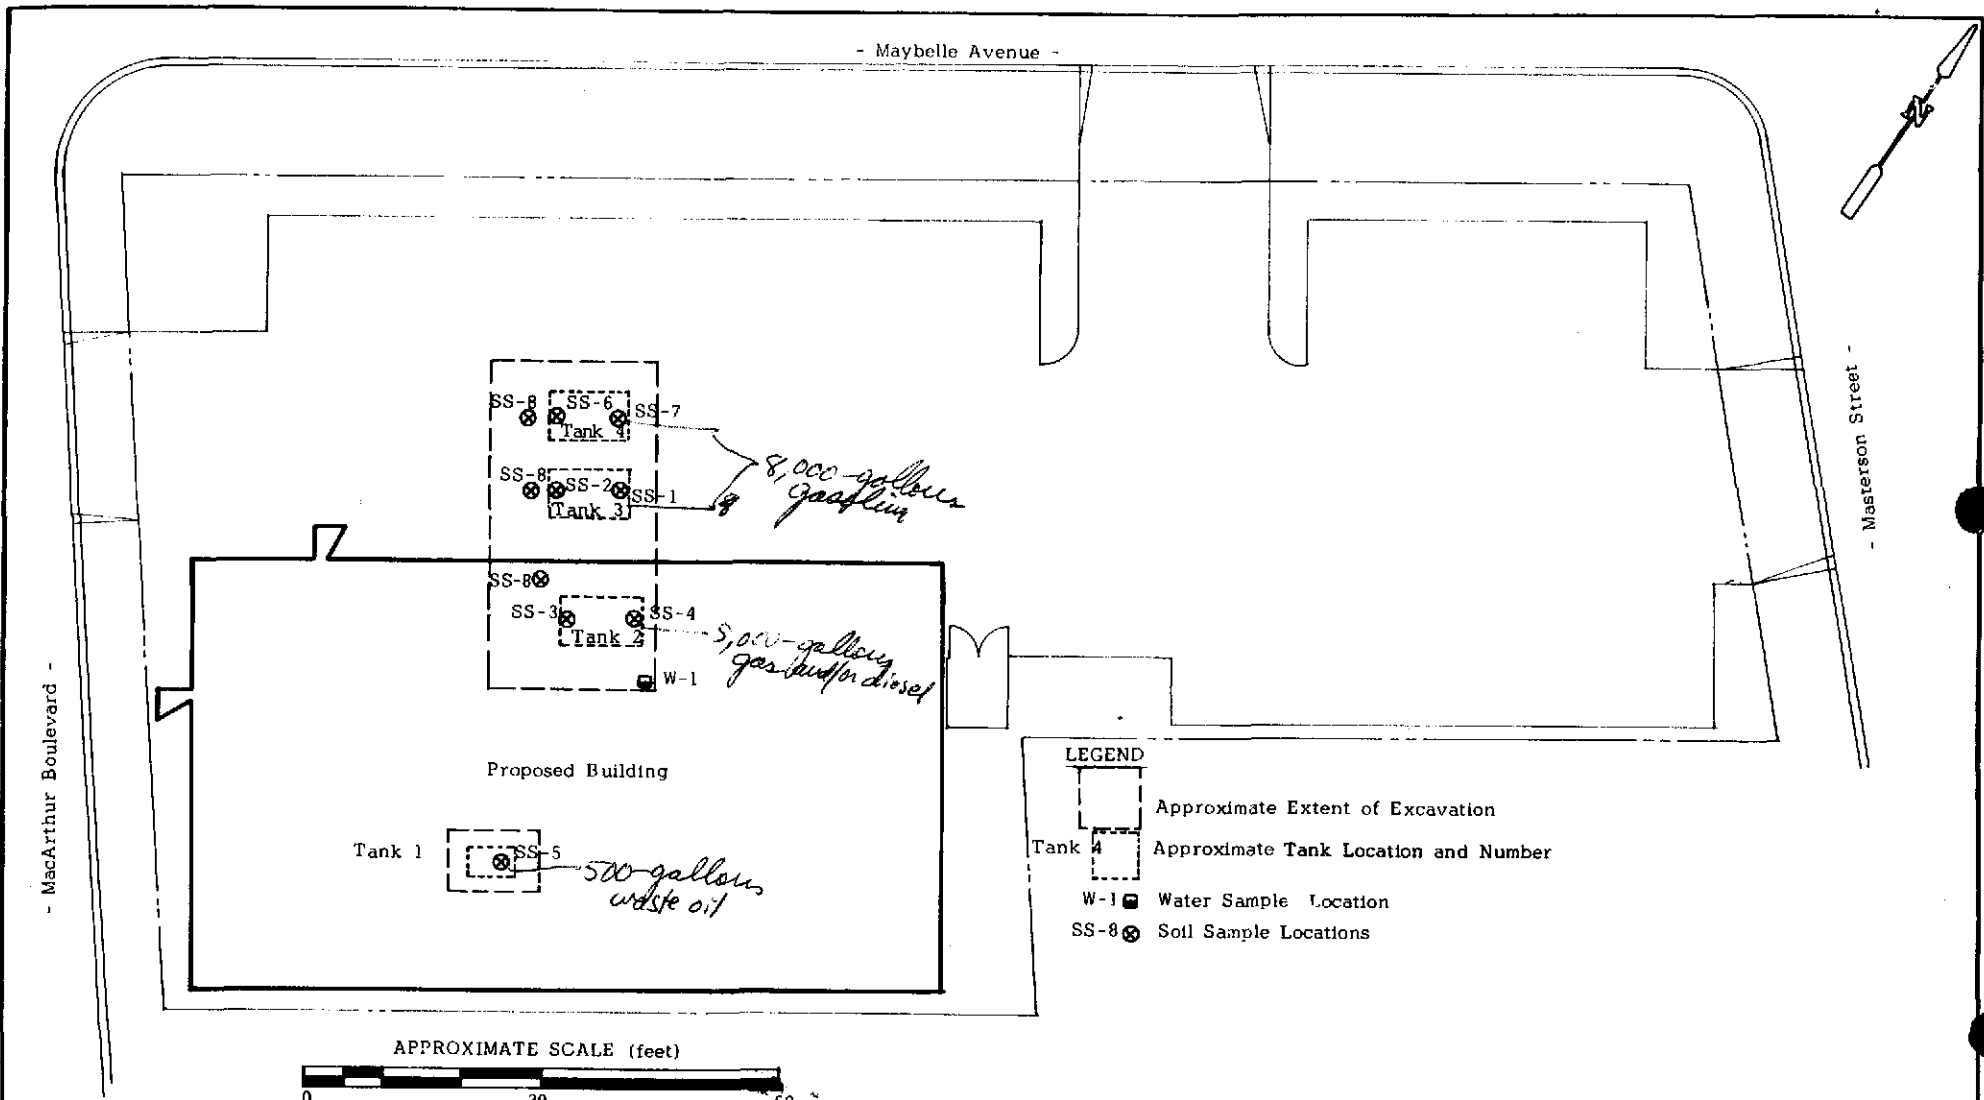 - Maybelle Avenue -
N
SS-8
SS-6
SS-7
Tank 4
SS-8
SS-2
SS-1
Tank 3
8,000-gallons
gasoline
- Masterson Street -
SS-8
SS-3
SS-4
Tank 2
5,000-gallons
gas and/or diesel
W-1
- MacArthur Boulevard -
Proposed Building
Tank 1
SS-5
500-gallons
waste oil
LEGEND
Approximate Extent of Excavation
Tank 4
Approximate Tank Location and Number
W-1 Water Sample Location
SS-8 Soil Sample Locations
APPROXIMATE SCALE (feet)
0 30 60